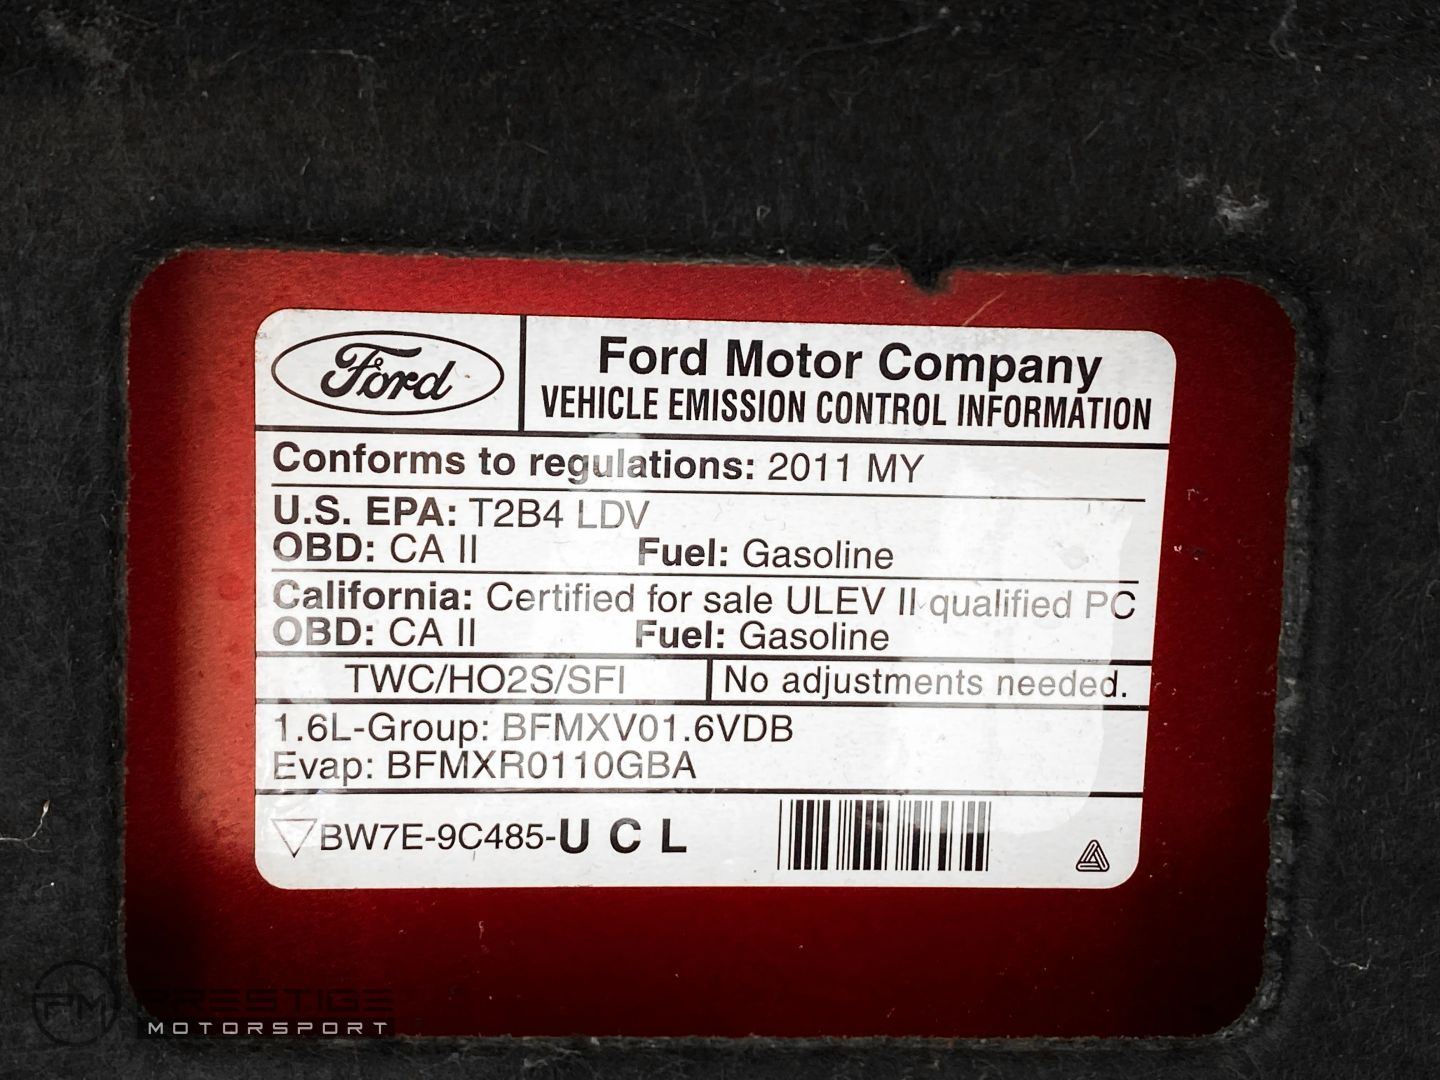 Ford
Ford Motor Company
VEHICLE EMISSION CONTROL INFORMATION
Conforms to regulations: 2011 MY
U.S. EPA: T2B4 LDV
OBD: CA II Fuel: Gasoline
California: Certified for sale ULEV II qualified PC
OBD: CA II Fuel: Gasoline
TWC/HO2S/SFI
No adjustments needed.
1.6L-Group: BFMXV01.6VDB
Evap: BFMXR0110GBA
BW7E-9C485-U C L
PM
PRESTIGE
MOTORSPORT